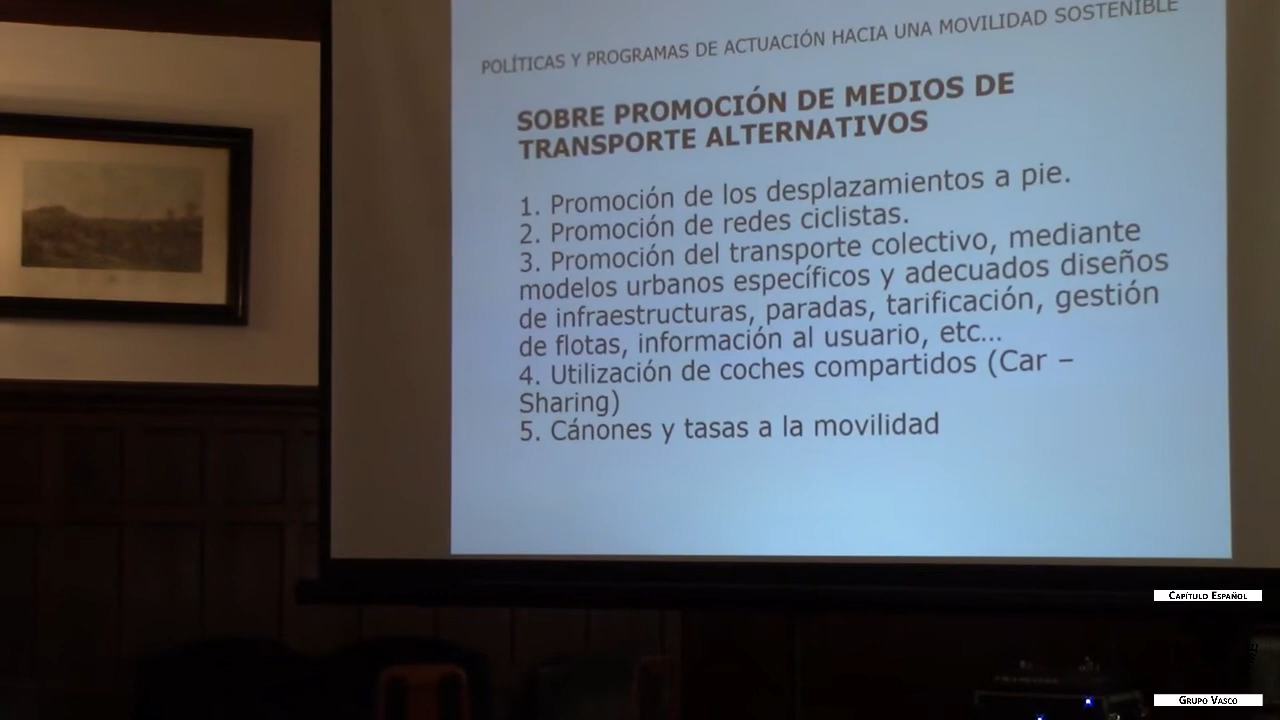 POLÍTICAS Y PROGRAMAS DE ACTUACIÓN HACIA UNA MOVILIDAD SOSTENIBLE
SOBRE PROMOCIÓN DE MEDIOS DE
TRANSPORTE ALTERNATIVOS
1. Promoción de los desplazamientos a pie.
2. Promoción de redes ciclistas.
3. Promoción del transporte colectivo, mediante
modelos urbanos específicos y adecuados diseños
de infraestructuras, paradas, tarificación, gestión
de flotas, información al usuario, etc...
4. Utilización de coches compartidos (Car –
Sharing)
5. Cánones y tasas a la movilidad
Capítulo Español
Grupo Vasco